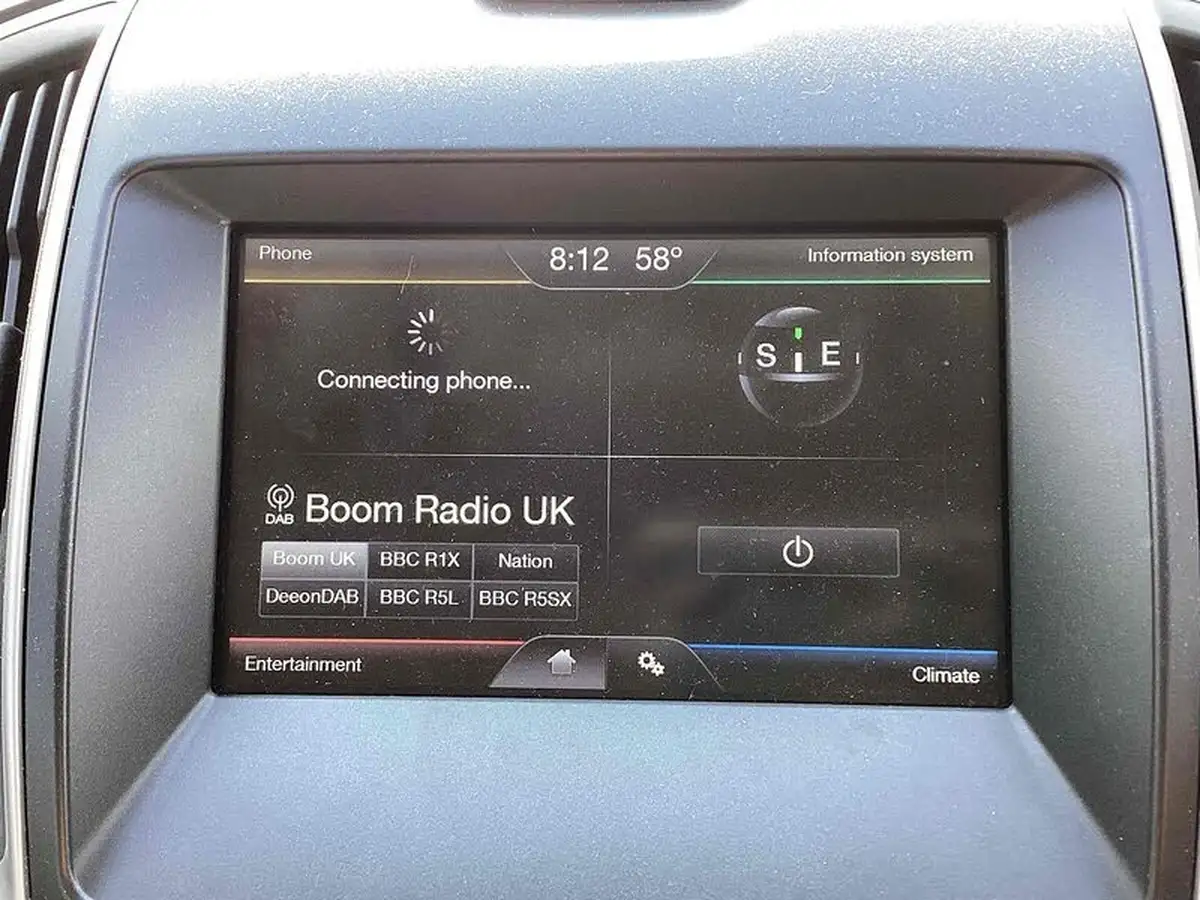 Phone
8:12 58°
Information system
Connecting phone...
S E
DAB
Boom Radio UK
Boom UK BBC R1X Nation
DeeonDAB BBC R5L BBC R5SX
Entertainment
Climate